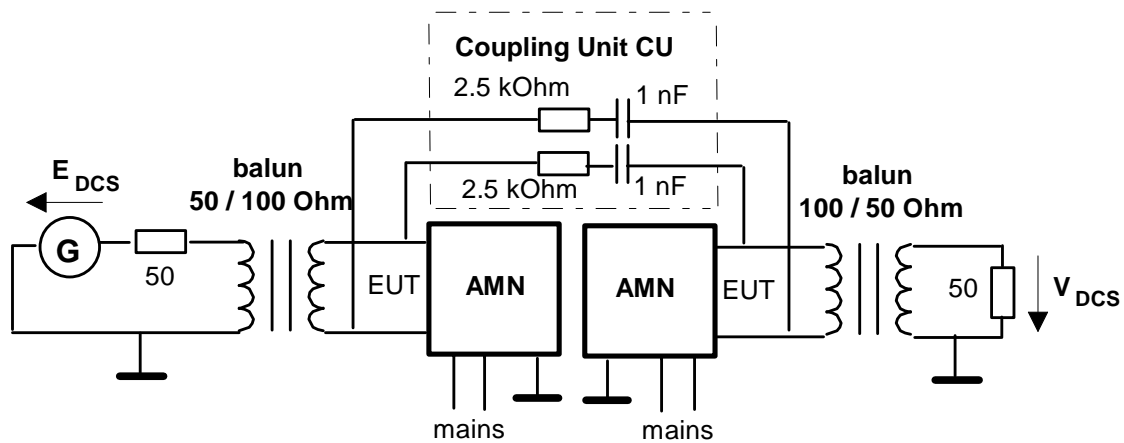 Coupling Unit CU
2.5 kOhm
1 nF
2.5 kOhm
1 nF
E DCS
balun
50 / 100 Ohm
balun
100 / 50 Ohm
G
50
EUT
AMN
AMN
EUT
50
V DCS
mains
mains